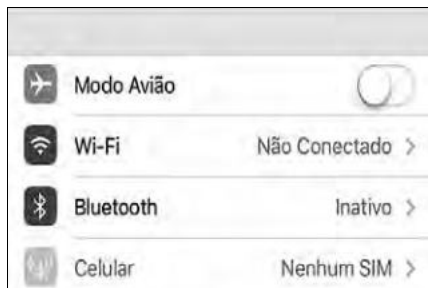 Modo Avião
Wi-Fi Não Conectado >
Bluetooth Inativo >
Celular Nenhum SIM >